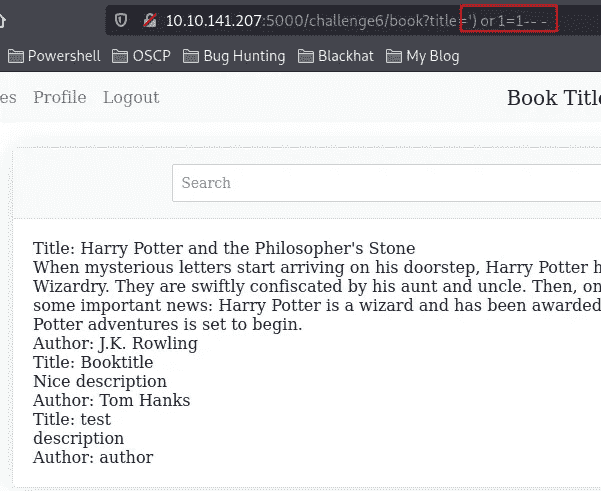 10.10.141.207:5000/challenge6/book?title=') or 1=1-- -
Powershell OSCP Bug Hunting Blackhat My Blog
es Profile Logout Book Title
Search
Title: Harry Potter and the Philosopher's Stone
When mysterious letters start arriving on his doorstep, Harry Potter h
Wizardry. They are swiftly confiscated by his aunt and uncle. Then, on
some important news: Harry Potter is a wizard and has been awarded
Potter adventures is set to begin.
Author: J.K. Rowling
Title: Booktitle
Nice description
Author: Tom Hanks
Title: test
description
Author: author